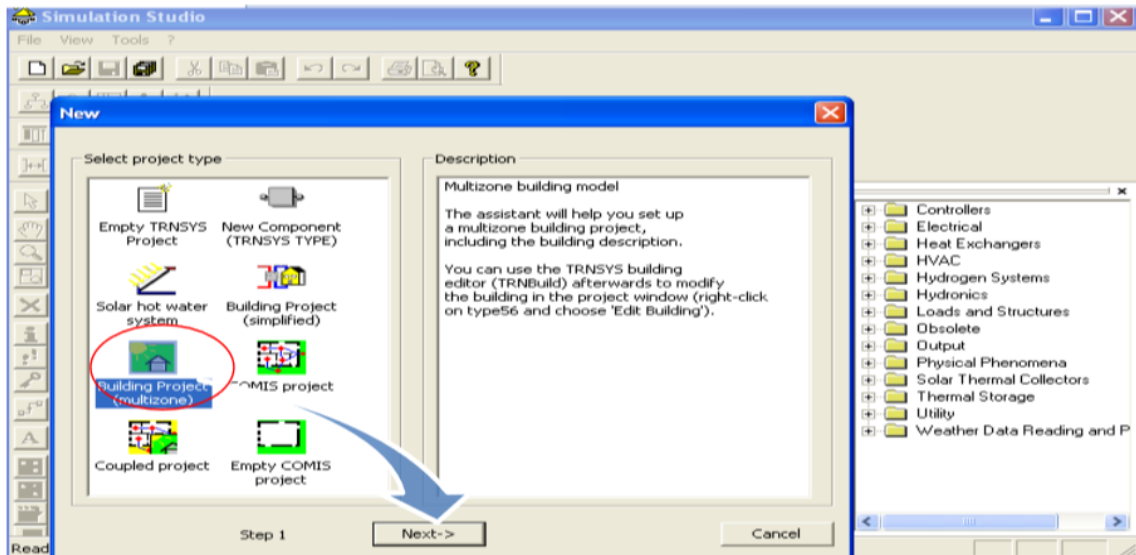 Simulation Studio
File View Tools ?
New
Select project type
Empty TRNSYS
Project
New Component
(TRNSYS TYPE)
Solar hot water
system
Building Project
(simplified)
Building Project
(multizone)
COMIS project
Coupled project
Empty COMIS
project
Description
Multizone building model
The assistant will help you set up
a multizone building project,
including the building description.
You can use the TRNSYS building
editor (TRNBuild) afterwards to modify
the building in the project window (right-click
on type56 and choose 'Edit Building').
Step 1
Next->
Cancel
Controllers
Electrical
Heat Exchangers
HVAC
Hydrogen Systems
Hydronics
Loads and Structures
Obsolete
Output
Physical Phenomena
Solar Thermal Collectors
Thermal Storage
Utility
Weather Data Reading and P
Read